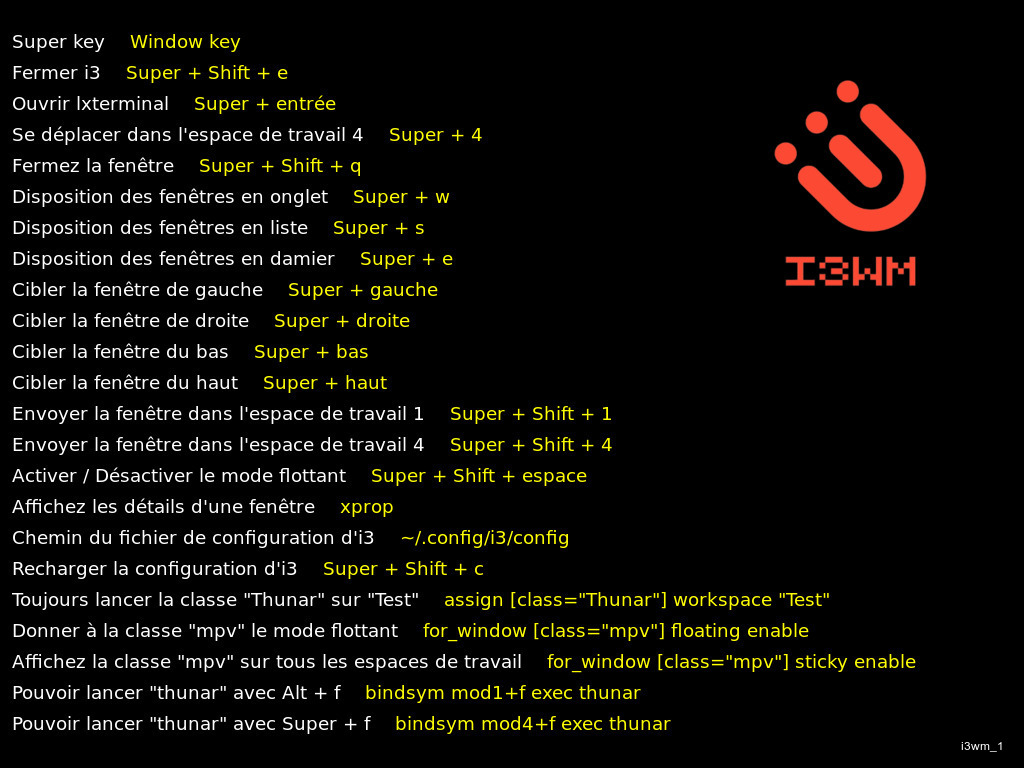 Super key Window key
Fermer i3 Super + Shift + e
Ouvrir lxterminal Super + entrée
Se déplacer dans l'espace de travail 4 Super + 4
Fermez la fenêtre Super + Shift + q
Disposition des fenêtres en onglet Super + w
Disposition des fenêtres en liste Super + s
Disposition des fenêtres en damier Super + e
Cibler la fenêtre de gauche Super + gauche
Cibler la fenêtre de droite Super + droite
Cibler la fenêtre du bas Super + bas
Cibler la fenêtre du haut Super + haut
Envoyer la fenêtre dans l'espace de travail 1 Super + Shift + 1
Envoyer la fenêtre dans l'espace de travail 4 Super + Shift + 4
Activer / Désactiver le mode flottant Super + Shift + espace
Affichez les détails d'une fenêtre xprop
Chemin du fichier de configuration d'i3 ~/.config/i3/config
Recharger la configuration d'i3 Super + Shift + c
Toujours lancer la classe "Thunar" sur "Test" assign [class="Thunar"] workspace "Test"
Donner à la classe "mpv" le mode flottant for_window [class="mpv"] floating enable
Affichez la classe "mpv" sur tous les espaces de travail for_window [class="mpv"] sticky enable
Pouvoir lancer "thunar" avec Alt + f bindsym mod1+f exec thunar
Pouvoir lancer "thunar" avec Super + f bindsym mod4+f exec thunar
I3WM
i3wm_1